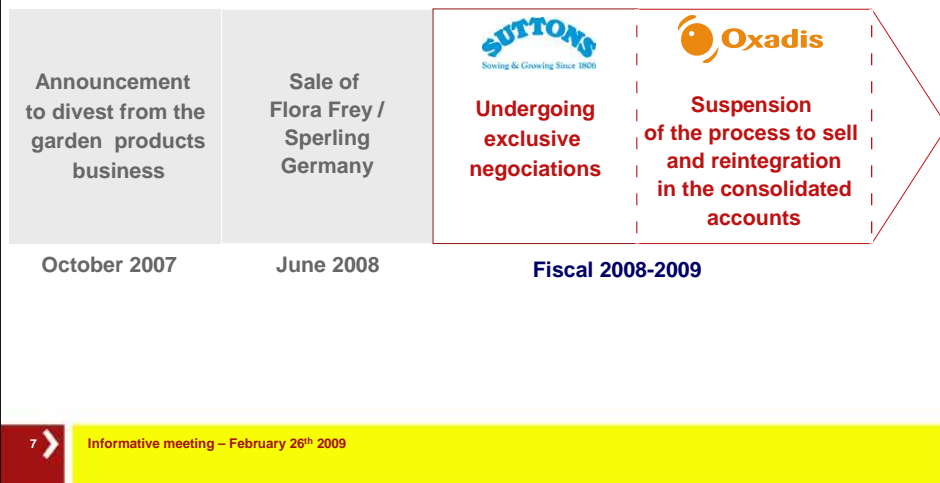 Announcement
to divest from the
garden products
business
October 2007
Sale of
Flora Frey /
Sperling
Germany
June 2008
SUTTONS
Sowing & Growing Since 1806
Undergoing
exclusive
negociations
Oxadis
Suspension
of the process to sell
and reintegration
in the consolidated
accounts
Fiscal 2008-2009
7
Informative meeting – February 26th 2009